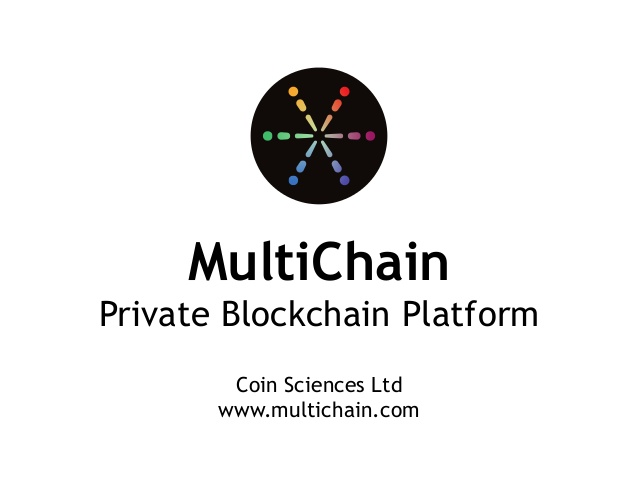 MultiChain
Private Blockchain Platform
Coin Sciences Ltd
www.multichain.com